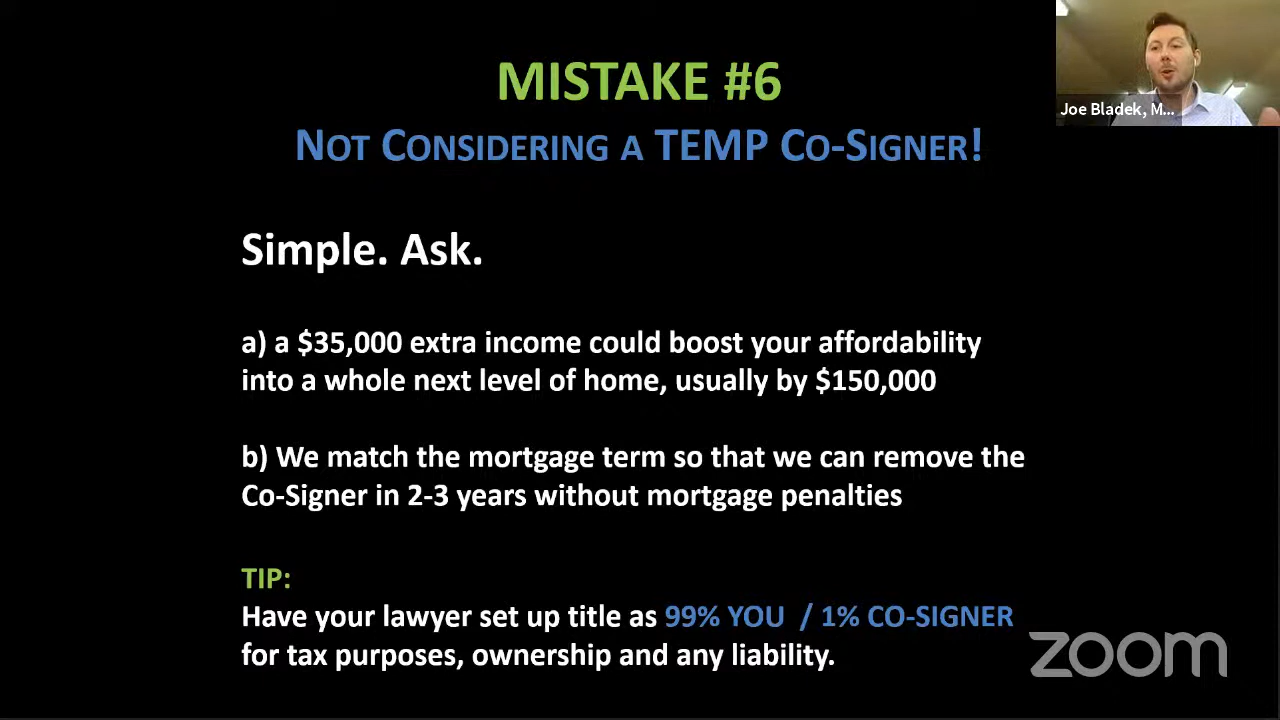 MISTAKE #6
NOT CONSIDERING A TEMP CO-SIGNER!
Simple. Ask.
a) a $35,000 extra income could boost your affordability
into a whole next level of home, usually by $150,000
b) We match the mortgage term so that we can remove the
Co-Signer in 2-3 years without mortgage penalties
TIP:
Have your lawyer set up title as 99% YOU / 1% CO-SIGNER
for tax purposes, ownership and any liability.
Joe Bladek, M...
zoom